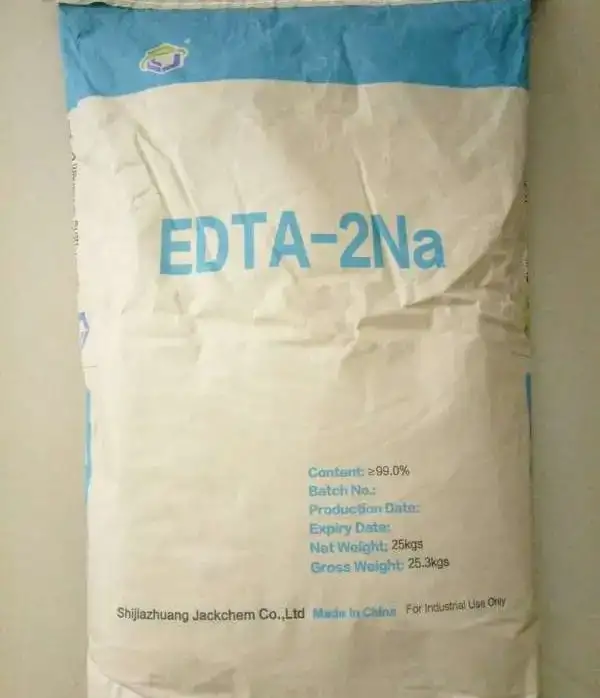 EDTA-2Na
Content: ≥99.0%
Batch No.:
Production Date:
Expiry Date:
Net Weight: 25kgs
Gross Weight: 25.3kgs
Shijiazhuang Jackchem Co.,Ltd Made In China For Industrial Use Only